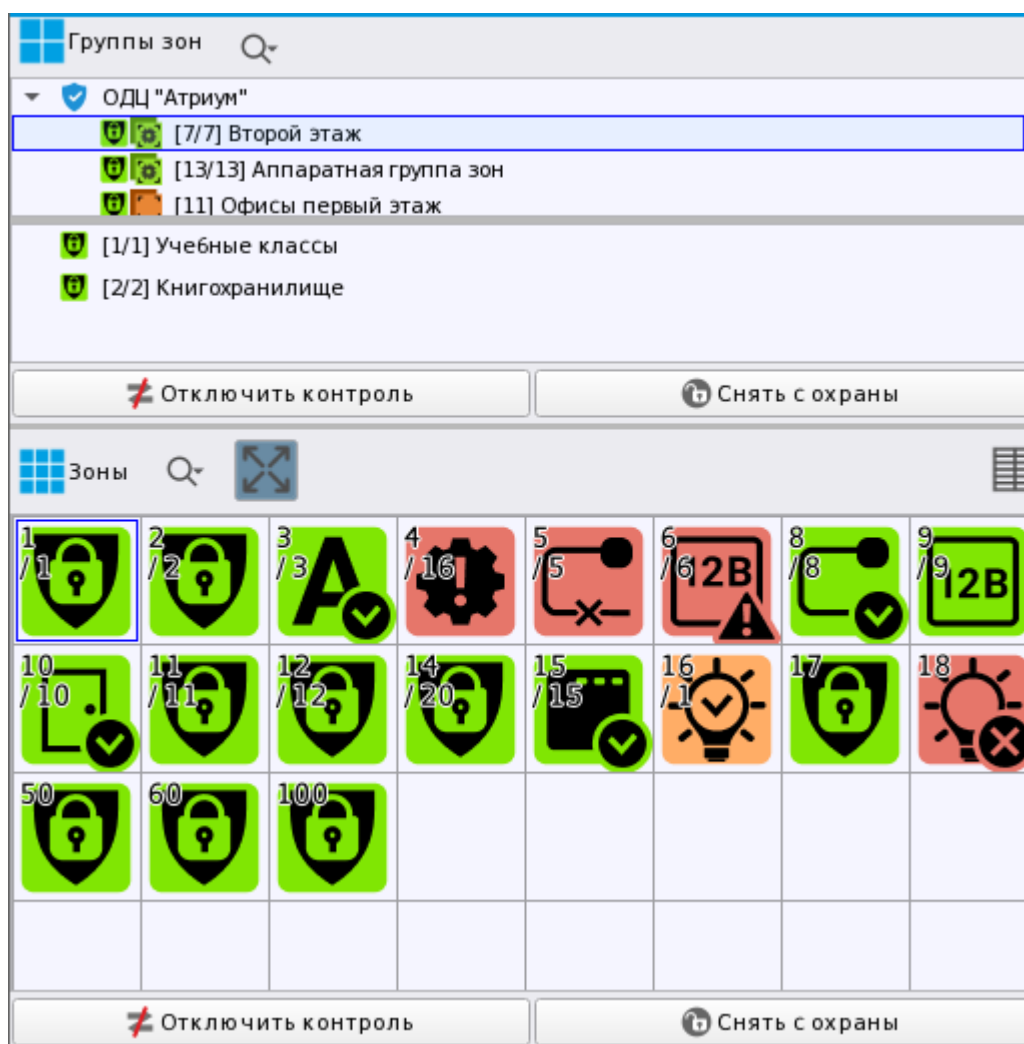 Группы зон
ОДЦ "Атриум"
[7/7] Второй этаж
[13/13] Аппаратная группа зон
[11] Офисы первый этаж
[1/1] Учебные классы
[2/2] Книгохранилище
Отключить контроль Снять с охраны
Зоны
1 2 3 4 5 6 8 9
/1 /2 /3 /16 /5 /6 /8 /9
A 12В 12В
10 11 12 14 15 16 17 18
/10 /11 /12 /20 /15 /1
50 60 100
Отключить контроль Снять с охраны